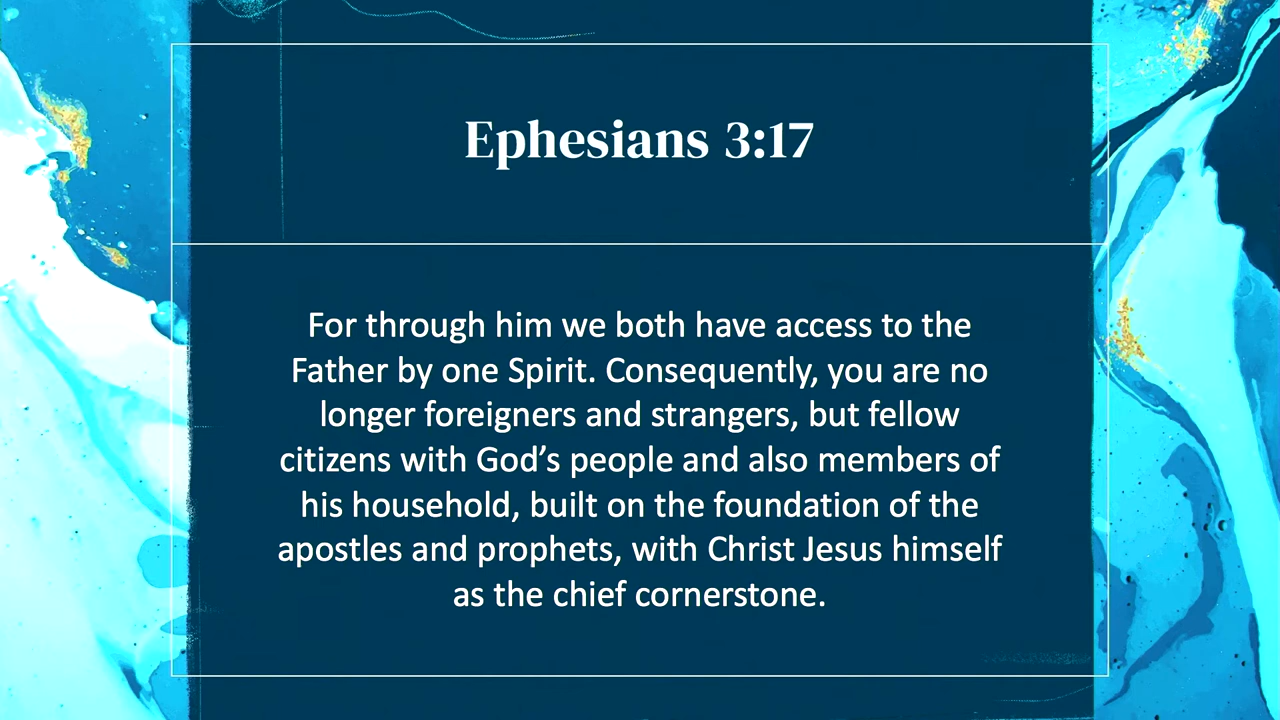 Ephesians 3:17
For through him we both have access to the
Father by one Spirit. Consequently, you are no
longer foreigners and strangers, but fellow
citizens with God’s people and also members of
his household, built on the foundation of the
apostles and prophets, with Christ Jesus himself
as the chief cornerstone.